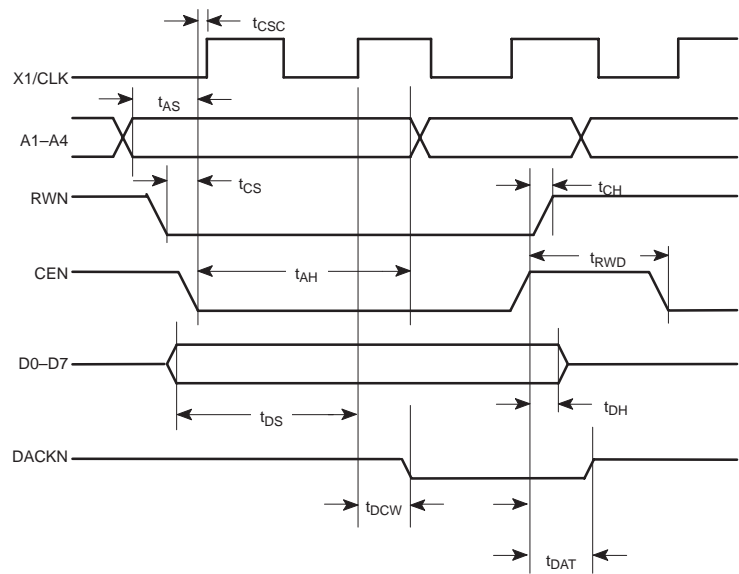 tCSC
X1/CLK
tAS
A1–A4
tCS
tCH
RWN
tRWD
CEN
tAH
D0–D7
tDS
tDH
DACKN
tDCW
tDAT